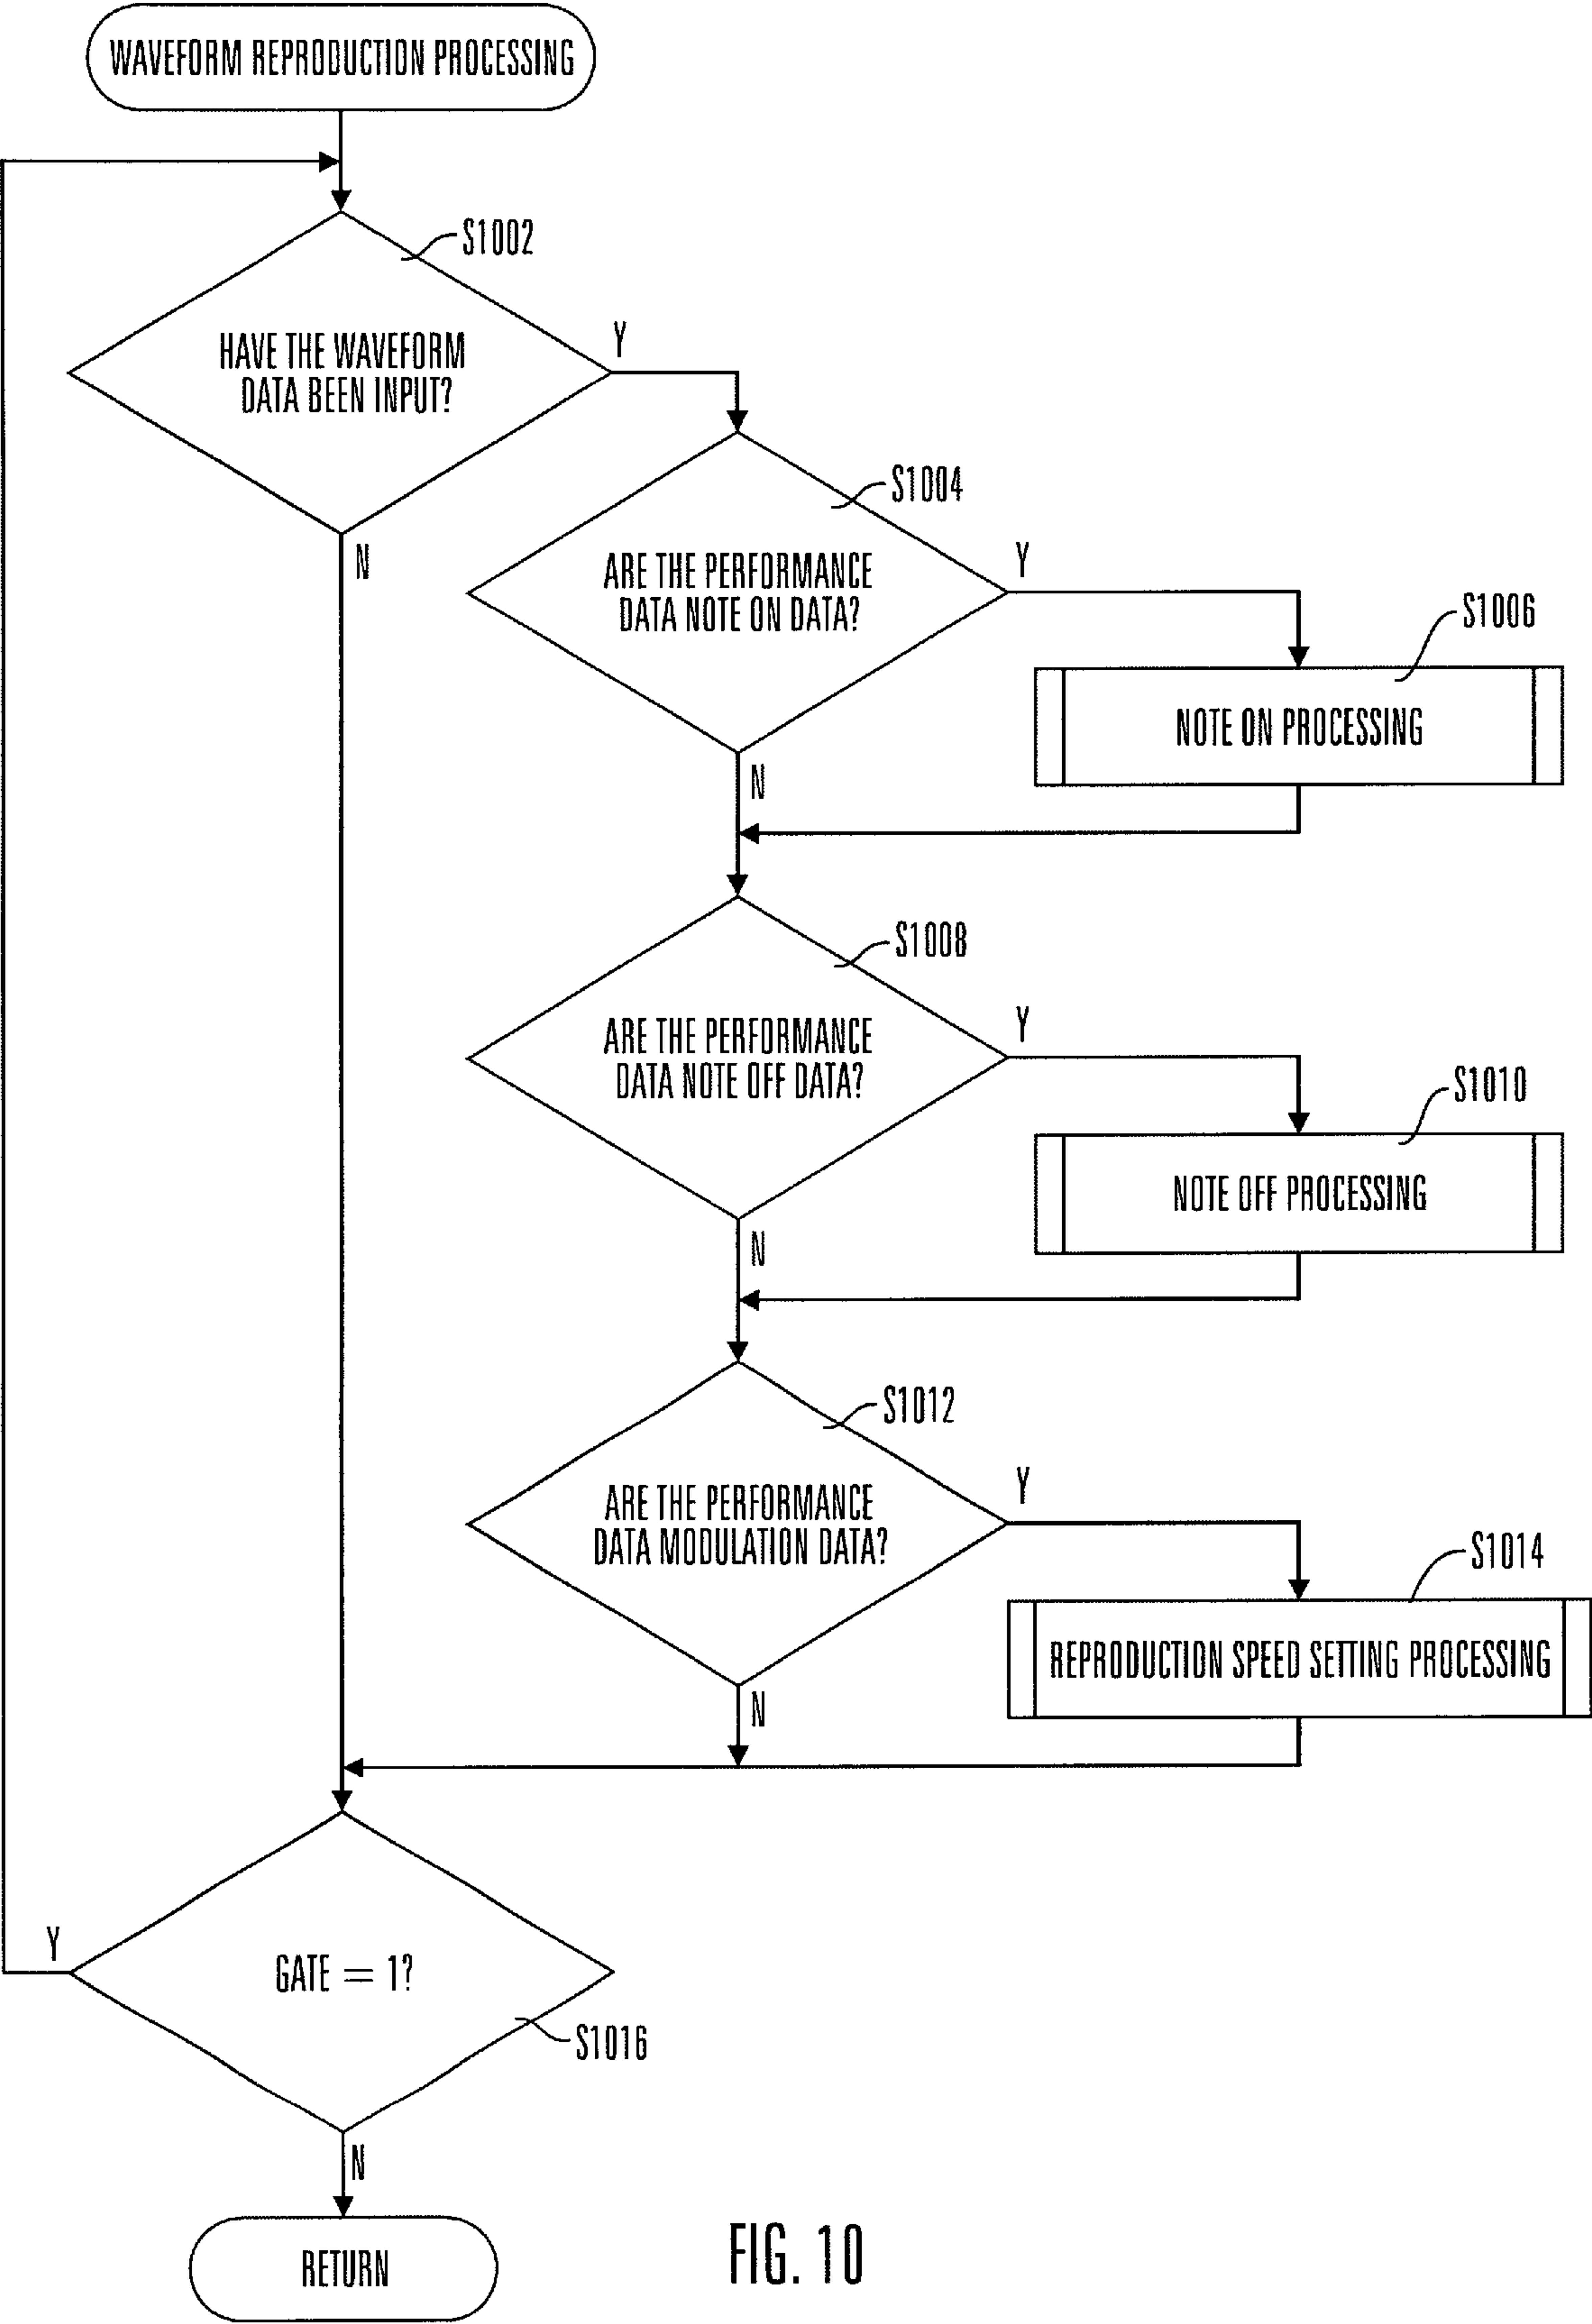 WAVEFORM REPRODUCTION PROCESSING
S1002
HAVE THE WAVEFORM
DATA BEEN INPUT?
Y
N
S1004
ARE THE PERFORMANCE
DATA NOTE ON DATA?
Y
N
S1006
NOTE ON PROCESSING
S1008
ARE THE PERFORMANCE
DATA NOTE OFF DATA?
Y
N
S1010
NOTE OFF PROCESSING
S1012
ARE THE PERFORMANCE
DATA MODULATION DATA?
Y
N
S1014
REPRODUCTION SPEED SETTING PROCESSING
Y
GATE = 1?
S1016
N
RETURN
FIG. 10